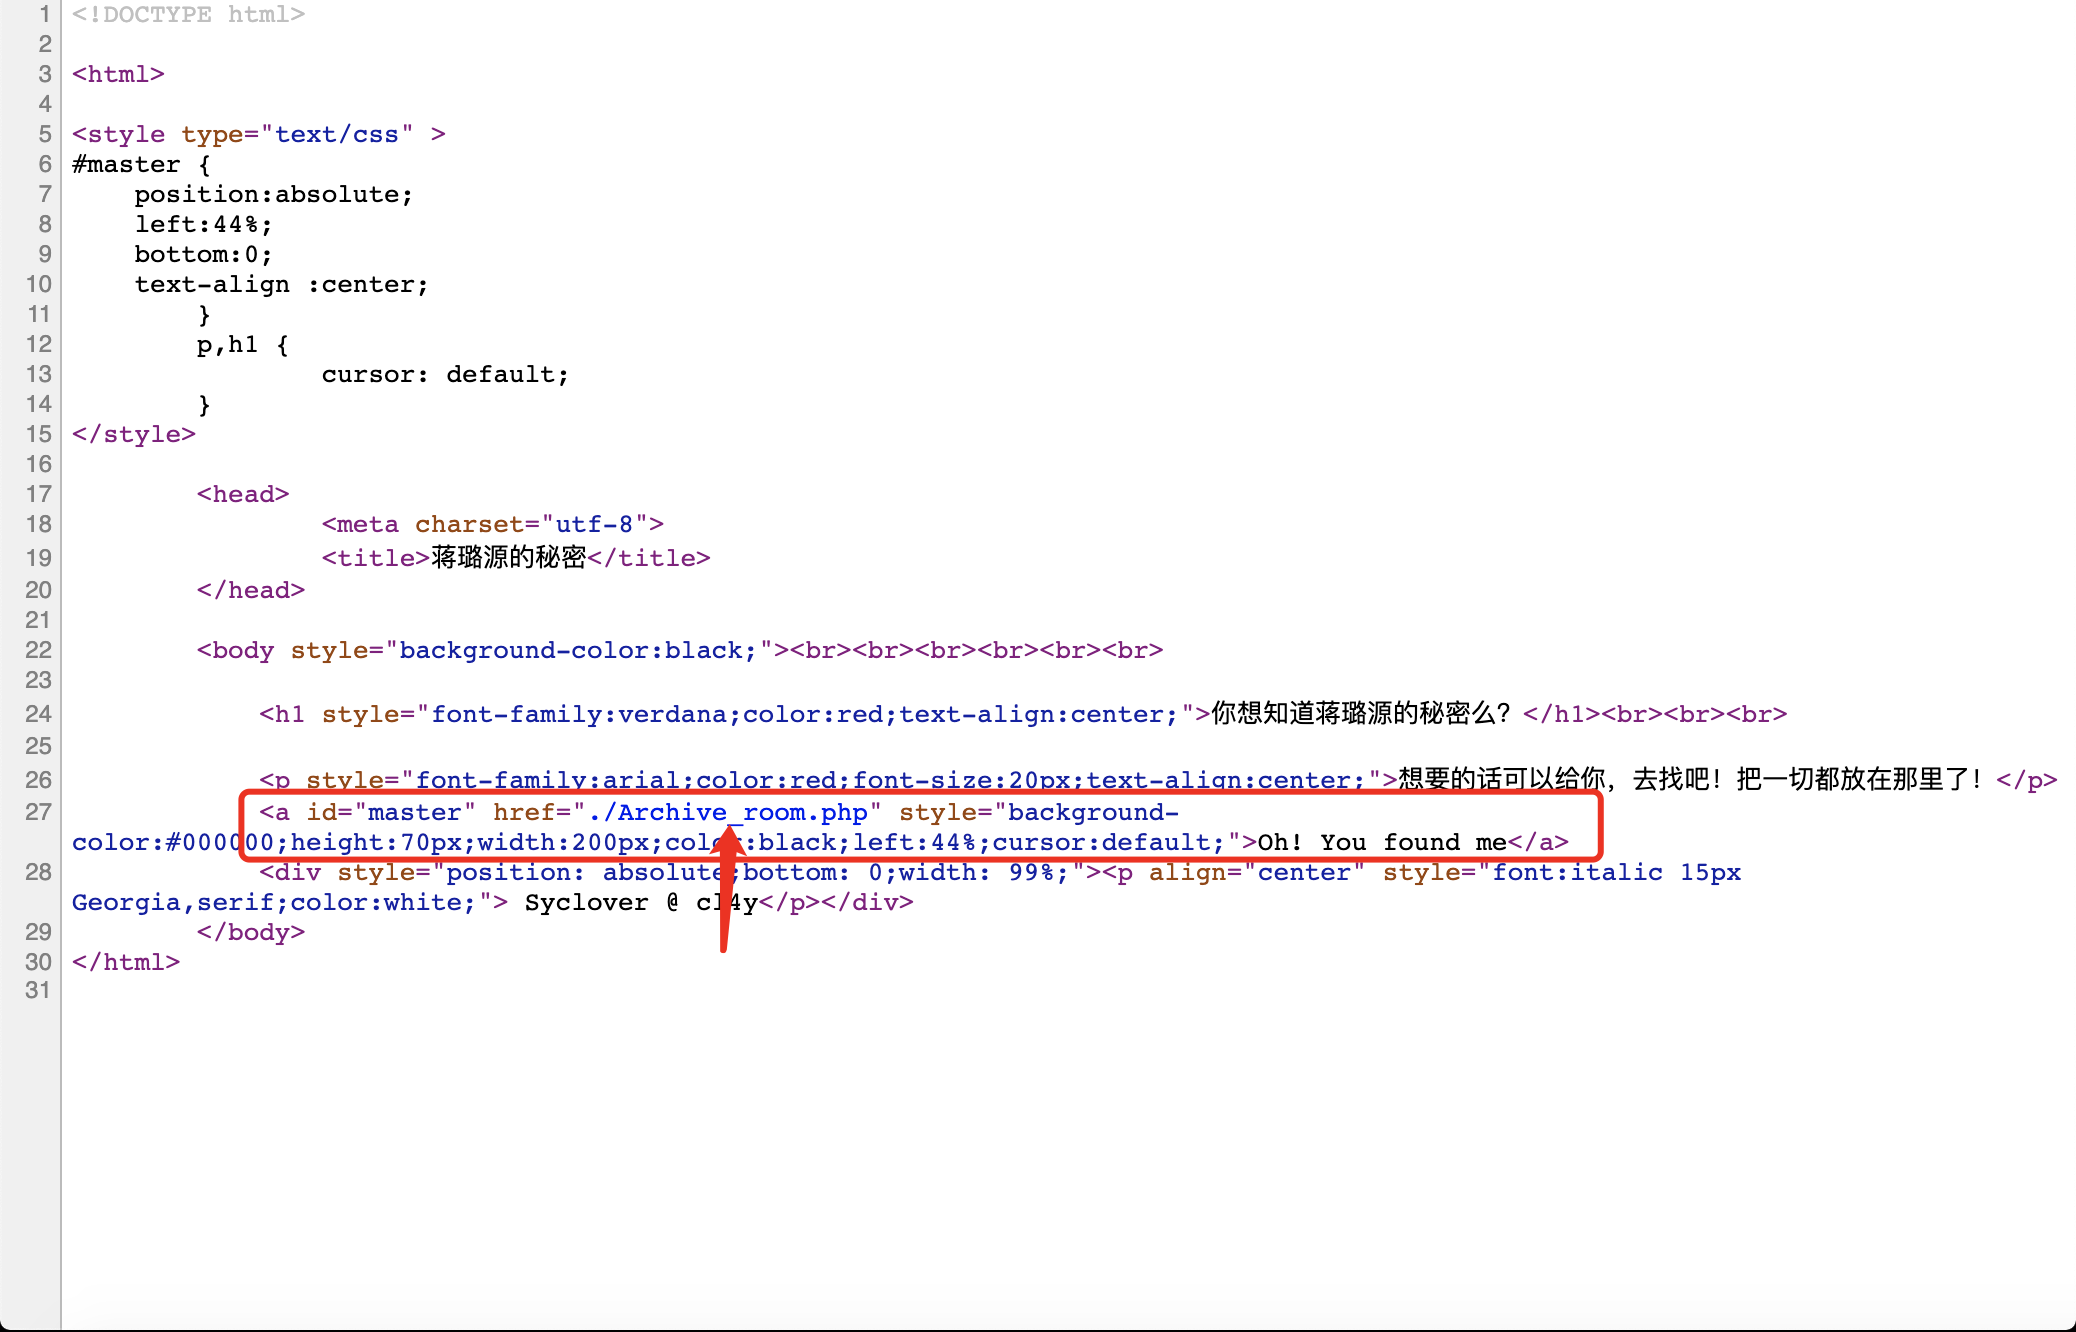 1 <!DOCTYPE html>
2
3 <html>
4
5 <style type="text/css" >
6 #master {
7     position:absolute;
8     left:44%;
9     bottom:0;
10     text-align :center;
11         }
12         p,h1 {
13                 cursor: default;
14         }
15 </style>
16
17         <head>
18                 <meta charset="utf-8">
19                 <title>蒋璐源的秘密</title>
20         </head>
21
22         <body style="background-color:black;"><br><br><br><br><br><br>
23
24             <h1 style="font-family:verdana;color:red;text-align:center;">你想知道蒋璐源的秘密么？</h1><br><br><br>
25
26             <p style="font-family:arial;color:red;font-size:20px;text-align:center;">想要的话可以给你，去找吧！把一切都放在那里了！</p>
27             <a id="master" href="./Archive_room.php" style="background-
color:#000000;height:70px;width:200px;color:black;left:44%;cursor:default;">Oh! You found me</a>
28             <div style="position: absolute;bottom: 0;width: 99%;"><p align="center" style="font:italic 15px
Georgia,serif;color:white;"> Syclover @ cl4y</p></div>
29         </body>
30 </html>
31